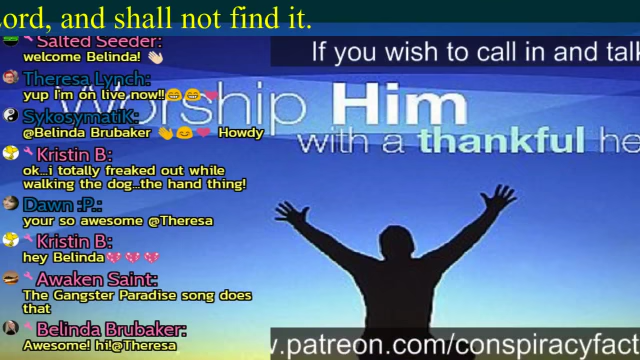 Lord, and shall not find it.
Salted Seeder:
welcome Belinda!
If you wish to call in and talk
Theresa Lynch:
yup I'm on live now!!
Worship Him
with a thankful he
SykosymatiK:
@Belinda Brubaker Howdy
Kristin B:
ok...i totally freaked out while
walking the dog...the hand thing!
Dawn :P.:
your so awesome @Theresa
Kristin B:
hey Belinda
Awaken Saint:
The Gangster Paradise song does
that
Belinda Brubaker:
Awesome! hi!@Theresa
.patreon.com/conspiracyfact